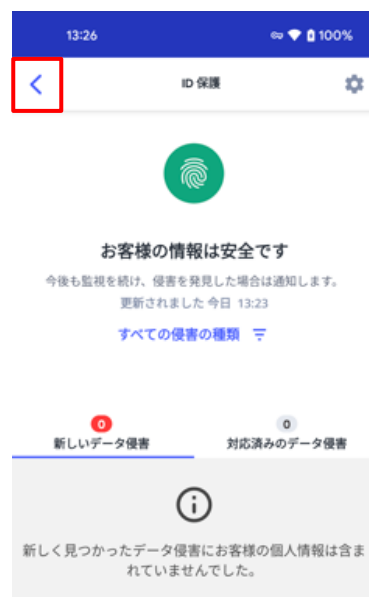 13:26
100%
ID 保護
お客様の情報は安全です
今後も監視を続け、侵害を発見した場合は通知します。
更新されました 今日 13:23
すべての侵害の種類
0
0
新しいデータ侵害
対応済みのデータ侵害
新しく見つかったデータ侵害にお客様の個人情報は含ま
れていませんでした。